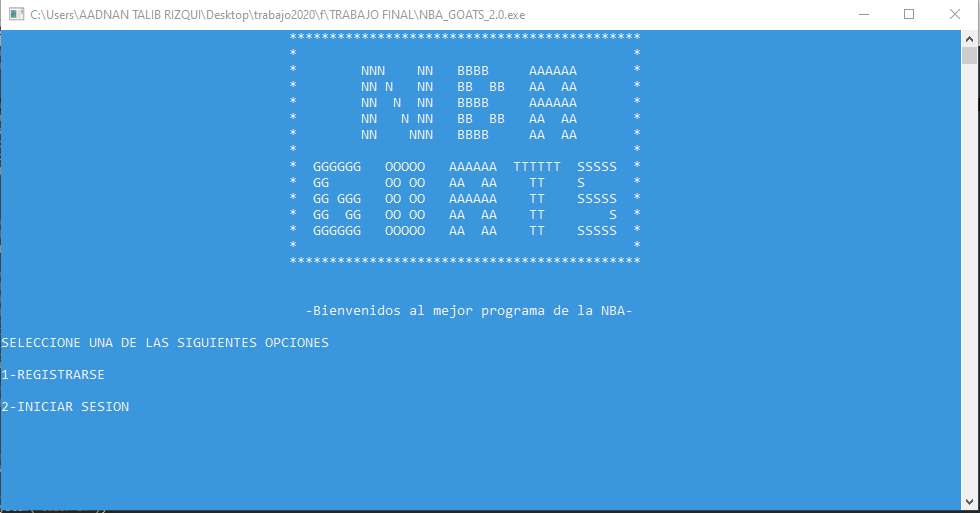 C:\Users\AADNAN TALIB RIZQUI\Desktop\trabajo2020\f\TRABAJO FINAL\NBA_GOATS_2.0.exe
********************************************
*                                          *
*        NNN    NN   BBBB     AAAAAA       *
*        NN N   NN   BB  BB   AA  AA       *
*        NN  N  NN   BBBB     AAAAAA       *
*        NN   N NN   BB  BB   AA  AA       *
*        NN    NNN   BBBB     AA  AA       *
*                                          *
*  GGGGGG   OOOOO   AAAAAA  TTTTTT  SSSSS  *
*  GG       OO OO   AA  AA    TT    S      *
*  GG GGG   OO OO   AAAAAA    TT    SSSSS  *
*  GG  GG   OO OO   AA  AA    TT        S  *
*  GGGGGG   OOOOO   AA  AA    TT    SSSSS  *
*                                          *
********************************************
-Bienvenidos al mejor programa de la NBA-
SELECCIONE UNA DE LAS SIGUIENTES OPCIONES
1-REGISTRARSE
2-INICIAR SESION